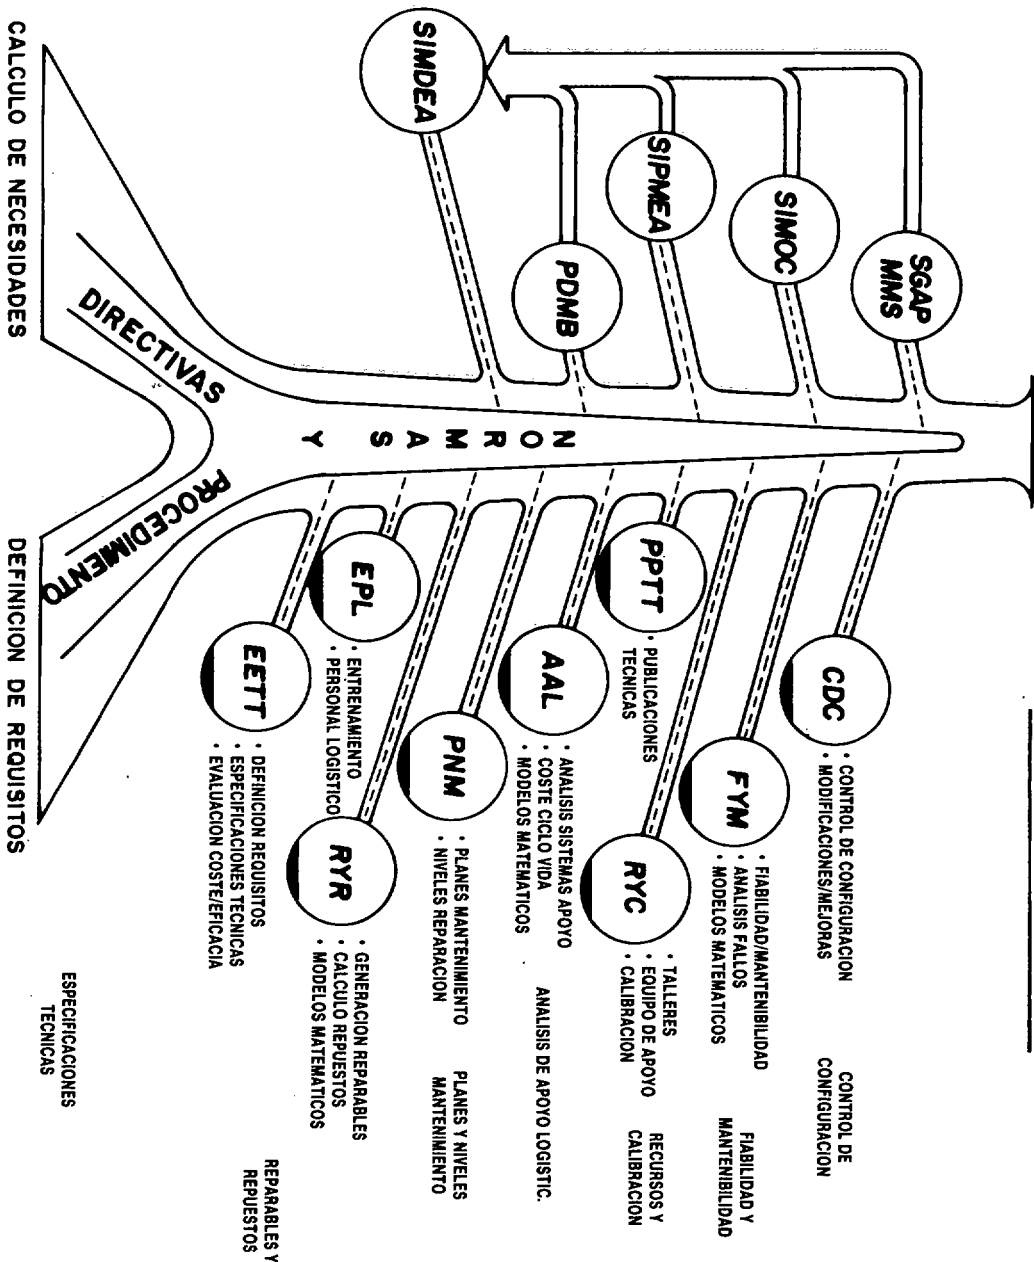 SGAP
MMS
SIMOC
SIPMEA
PDMB
SIMDEA
NORMAS Y
DIRECTIVAS
PROCEDIMIENTO
CALCULO DE NECESIDADES
DEFINICION DE REQUISITOS
CDC
· CONTROL DE CONFIGURACION
· MODIFICACIONES/MEJORAS
CONTROL DE
CONFIGURACION
FYM
· FIABILIDAD/MANTENIBILIDAD
· ANALISIS FALLOS
· MODELOS MATEMATICOS
FIABILIDAD Y
MANTENIBILIDAD
RYC
· TALLERES
· EQUIPO DE APOYO
· CALIBRACION
RECURSOS Y
CALIBRACION
PPTT
· PUBLICACIONES
TECNICAS
AAL
· ANALISIS SISTEMAS APOYO
· COSTE CICLO VIDA
· MODELOS MATEMATICOS
ANALISIS DE APOYO LOGISTIC.
PNM
· PLANES MANTENIMIENTO
· NIVELES REPARACION
PLANES Y NIVELES
MANTENIMIENTO
RYR
· GENERACION REPARABLES
· CALCULO REPUESTOS
· MODELOS MATEMATICOS
REPARABLES Y
REPUESTOS
EPL
· ENTRENAMIENTO
· PERSONAL LOGISTICO
EETT
· DEFINICION REQUISITOS
· ESPECIFICACIONES TECNICAS
· EVALUACION COSTE/EFICACIA
ESPECIFICACIONES
TECNICAS